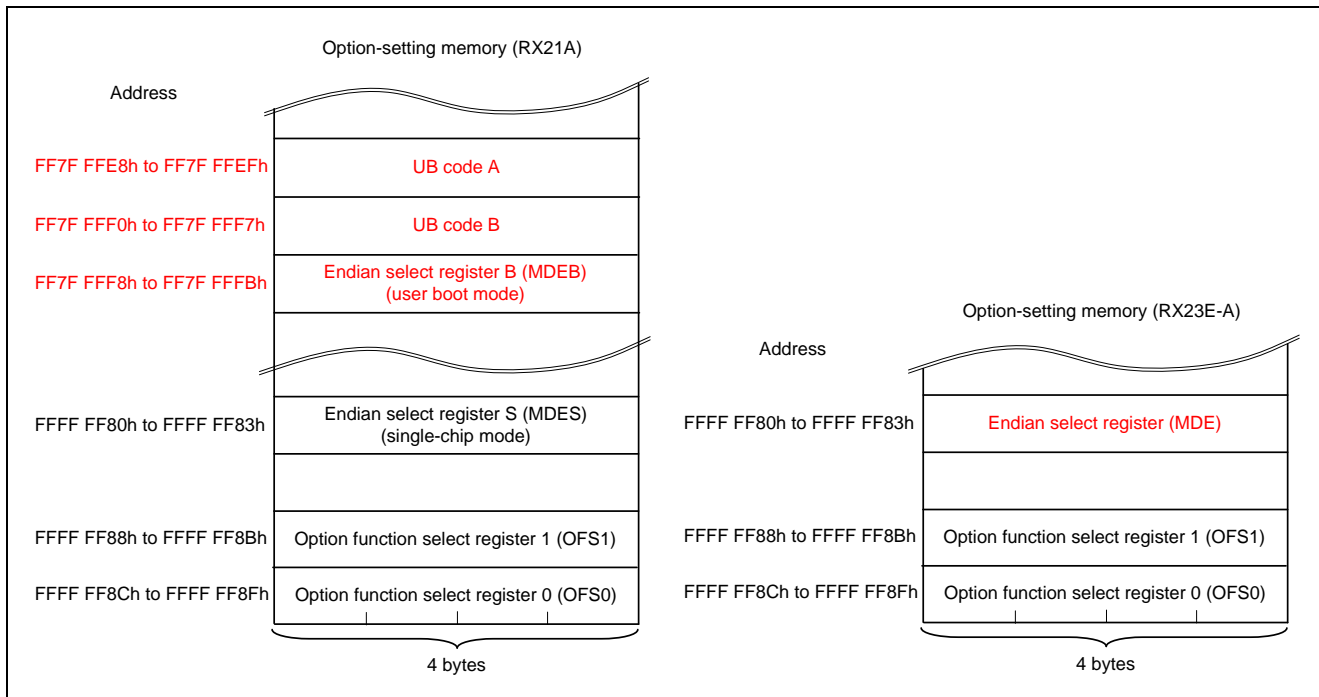 Option-setting memory (RX21A)
Address
FF7F FFE8h to FF7F FFEFh
UB code A
FF7F FFF0h to FF7F FFF7h
UB code B
FF7F FFF8h to FF7F FFFBh
Endian select register B (MDEB)
(user boot mode)
FFFF FF80h to FFFF FF83h
Endian select register S (MDES)
(single-chip mode)
FFFF FF88h to FFFF FF8Bh
Option function select register 1 (OFS1)
FFFF FF8Ch to FFFF FF8Fh
Option function select register 0 (OFS0)
4 bytes
Option-setting memory (RX23E-A)
Address
FFFF FF80h to FFFF FF83h
Endian select register (MDE)
FFFF FF88h to FFFF FF8Bh
Option function select register 1 (OFS1)
FFFF FF8Ch to FFFF FF8Fh
Option function select register 0 (OFS0)
4 bytes